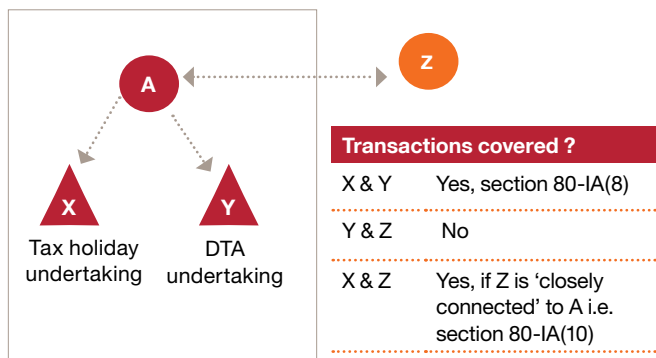 A
Z
X
Y
Tax holiday
undertaking
DTA
undertaking
Transactions covered ?
X & Y Yes, section 80-IA(8)
Y & Z No
X & Z Yes, if Z is ‘closely
connected’ to A i.e.
section 80-IA(10)